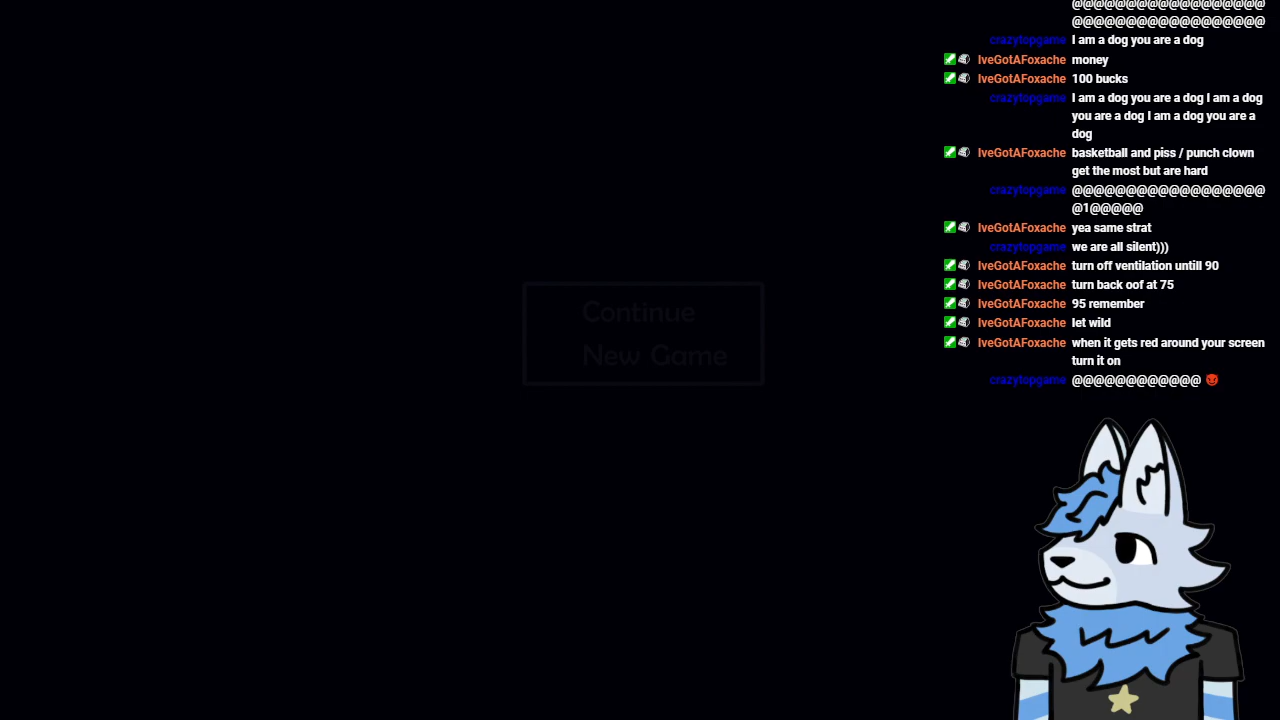 @@@@@@@@@@@@@@@@@@
@@@@@@@@@@@@@@@@@@
crazytopgame I am a dog you are a dog
IveGotAFoxache money
IveGotAFoxache 100 bucks
crazytopgame I am a dog you are a dog I am a dog
you are a dog I am a dog you are a
dog
IveGotAFoxache basketball and piss / punch clown
get the most but are hard
crazytopgame @@@@@@@@@@@@@@@@@@
@1@@@@@
IveGotAFoxache yea same strat
crazytopgame we are all silent)))
IveGotAFoxache turn off ventilation untill 90
IveGotAFoxache turn back oof at 75
IveGotAFoxache 95 remember
IveGotAFoxache let wild
IveGotAFoxache when it gets red around your screen
turn it on
crazytopgame @@@@@@@@@@@@
Continue
New Game